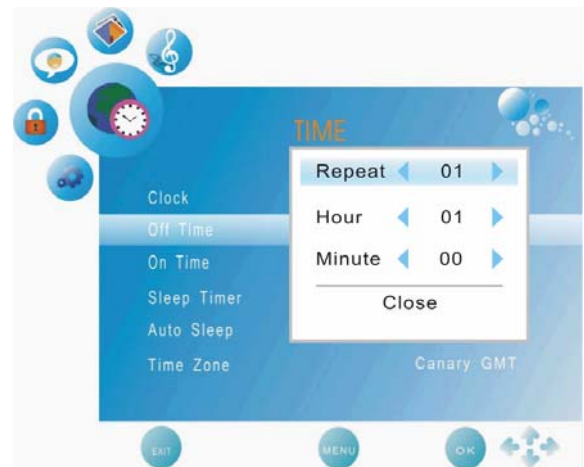 TIME
Repeat 01
Clock
Hour 01
Off Time
On Time
Minute 00
Sleep Timer
Close
Auto Sleep
Time Zone Canary GMT
EXIT MENU OK